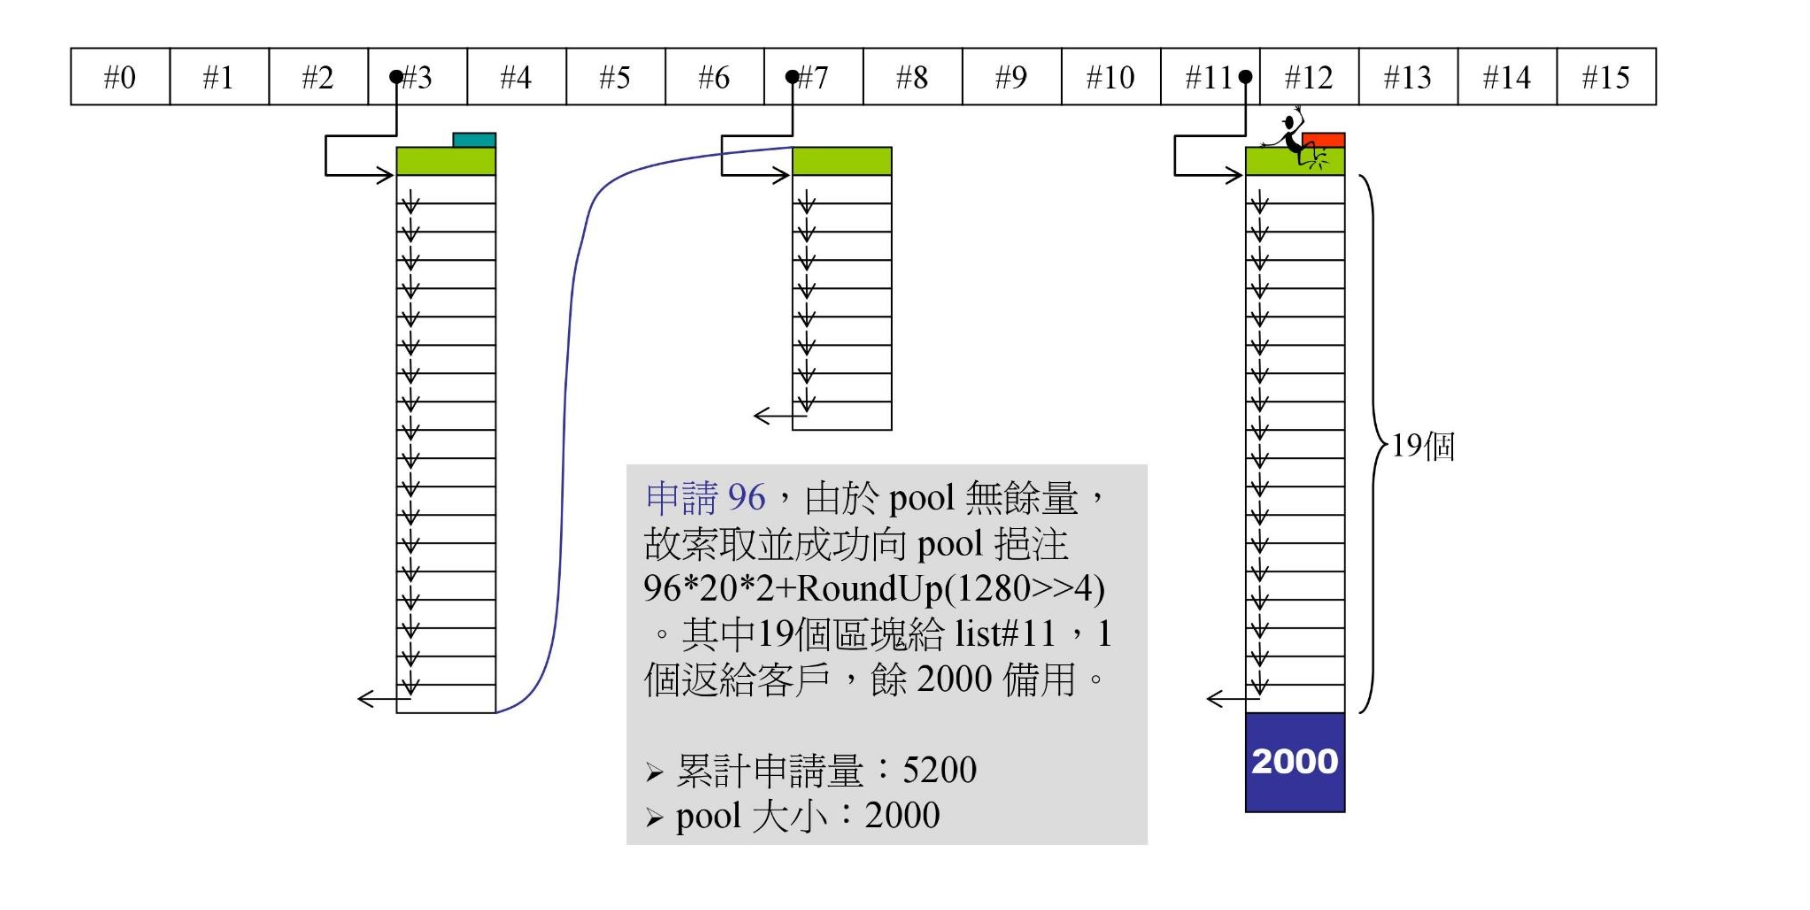 #0 #1 #2 #3 #4 #5 #6 #7 #8 #9 #10 #11 #12 #13 #14 #15
19個
申請 96，由於 pool 無餘量，
故索取並成功向 pool 挹注
96*20*2+RoundUp(1280>>4)
。其中19個區塊給 list#11，1
個返給客戶，餘 2000 備用。
➢ 累計申請量：5200
➢ pool 大小：2000
2000